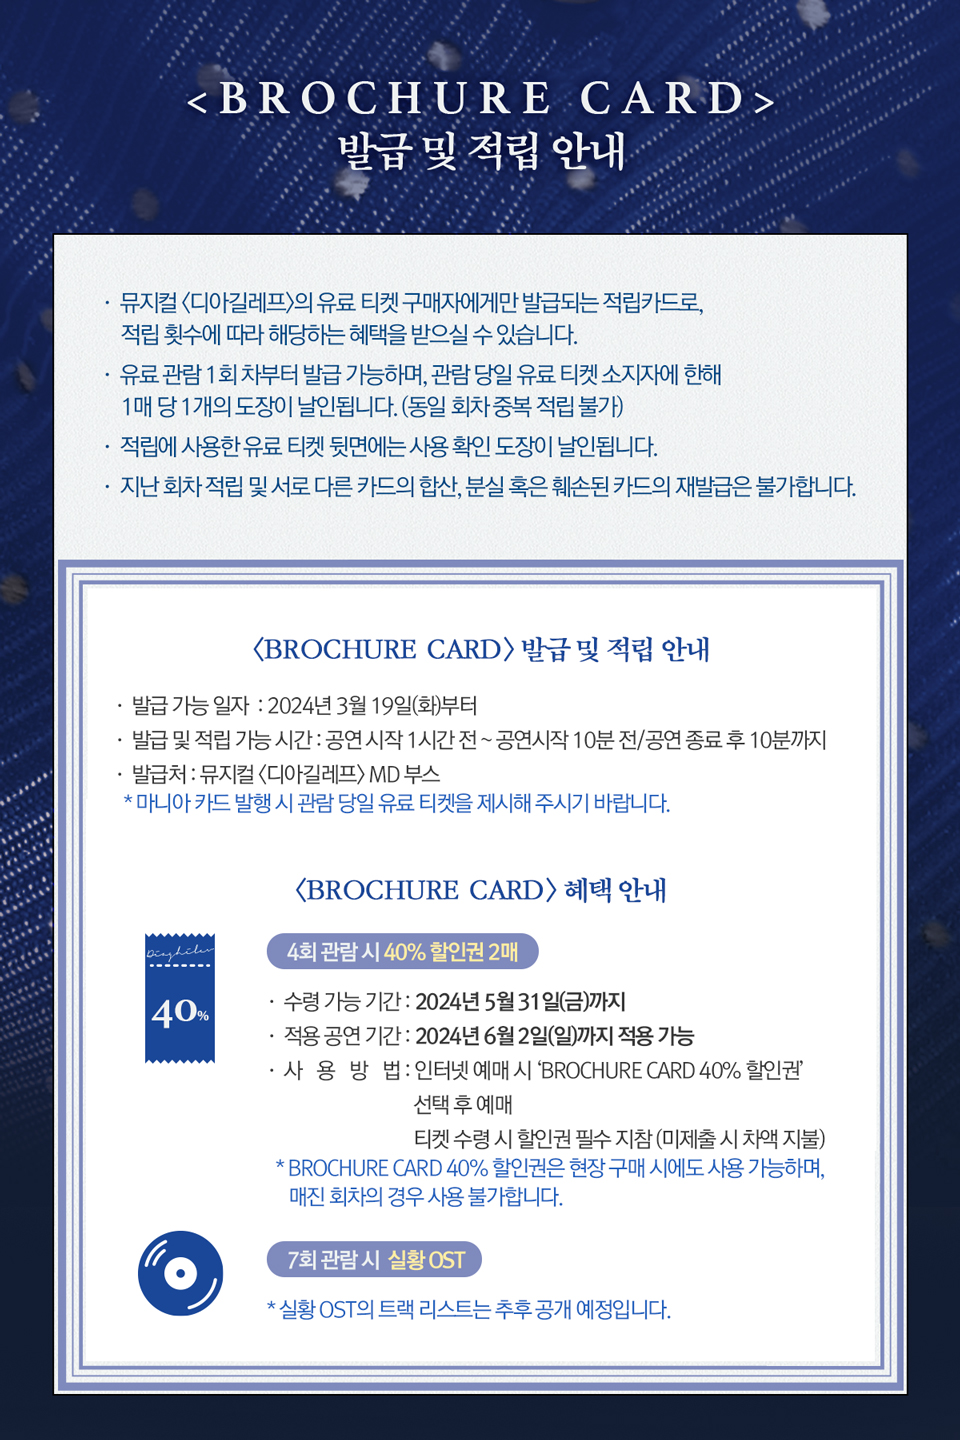 <BROCHURE CARD>
발급 및 적립 안내
· 뮤지컬 〈디아길레프〉의 유료 티켓 구매자에게만 발급되는 적립카드로,
적립 횟수에 따라 해당하는 혜택을 받으실 수 있습니다.
· 유료 관람 1회 차부터 발급 가능하며, 관람 당일 유료 티켓 소지자에 한해
1매 당 1개의 도장이 날인됩니다. (동일 회차 중복 적립 불가)
· 적립에 사용한 유료 티켓 뒷면에는 사용 확인 도장이 날인됩니다.
· 지난 회차 적립 및 서로 다른 카드의 합산, 분실 혹은 훼손된 카드의 재발급은 불가합니다.
〈BROCHURE CARD〉 발급 및 적립 안내
· 발급 가능 일자 : 2024년 3월 19일(화)부터
· 발급 및 적립 가능 시간 : 공연 시작 1시간 전 ~ 공연시작 10분 전/공연 종료 후 10분까지
· 발급처 : 뮤지컬 〈디아길레프〉 MD 부스
* 마니아 카드 발행 시 관람 당일 유료 티켓을 제시해 주시기 바랍니다.
〈BROCHURE CARD〉 혜택 안내
Diaghilev
40%
4회 관람 시 40% 할인권 2매
· 수령 가능 기간 : 2024년 5월 31일(금)까지
· 적용 공연 기간 : 2024년 6월 2일(일)까지 적용 가능
· 사 용 방 법 : 인터넷 예매 시 ‘BROCHURE CARD 40% 할인권’
선택 후 예매
티켓 수령 시 할인권 필수 지참 (미제출 시 차액 지불)
* BROCHURE CARD 40% 할인권은 현장 구매 시에도 사용 가능하며,
매진 회차의 경우 사용 불가합니다.
7회 관람 시 실황 OST
* 실황 OST의 트랙 리스트는 추후 공개 예정입니다.